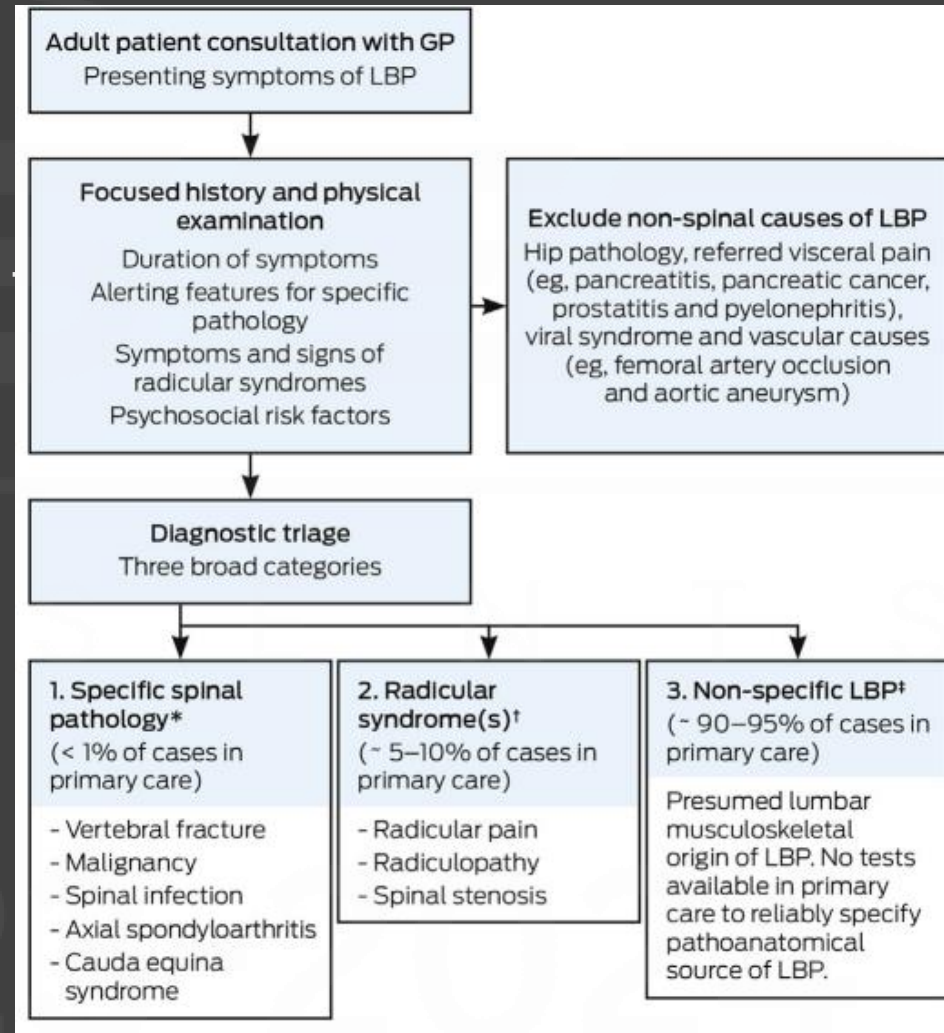 Adult patient consultation with GP
Presenting symptoms of LBP
Focused history and physical
examination
Duration of symptoms
Alerting features for specific
pathology
Symptoms and signs of
radicular syndromes
Psychosocial risk factors
Exclude non-spinal causes of LBP
Hip pathology, referred visceral pain
(eg, pancreatitis, pancreatic cancer,
prostatitis and pyelonephritis),
viral syndrome and vascular causes
(eg, femoral artery occlusion
and aortic aneurysm)
Diagnostic triage
Three broad categories
1. Specific spinal
pathology*
(< 1% of cases in
primary care)
- Vertebral fracture
- Malignancy
- Spinal infection
- Axial spondyloarthritis
- Cauda equina
syndrome
2. Radicular
syndrome(s)†
(~ 5–10% of cases in
primary care)
- Radicular pain
- Radiculopathy
- Spinal stenosis
3. Non-specific LBP‡
(~ 90–95% of cases in
primary care)
Presumed lumbar
musculoskeletal
origin of LBP. No tests
available in primary
care to reliably specify
pathoanatomical
source of LBP.